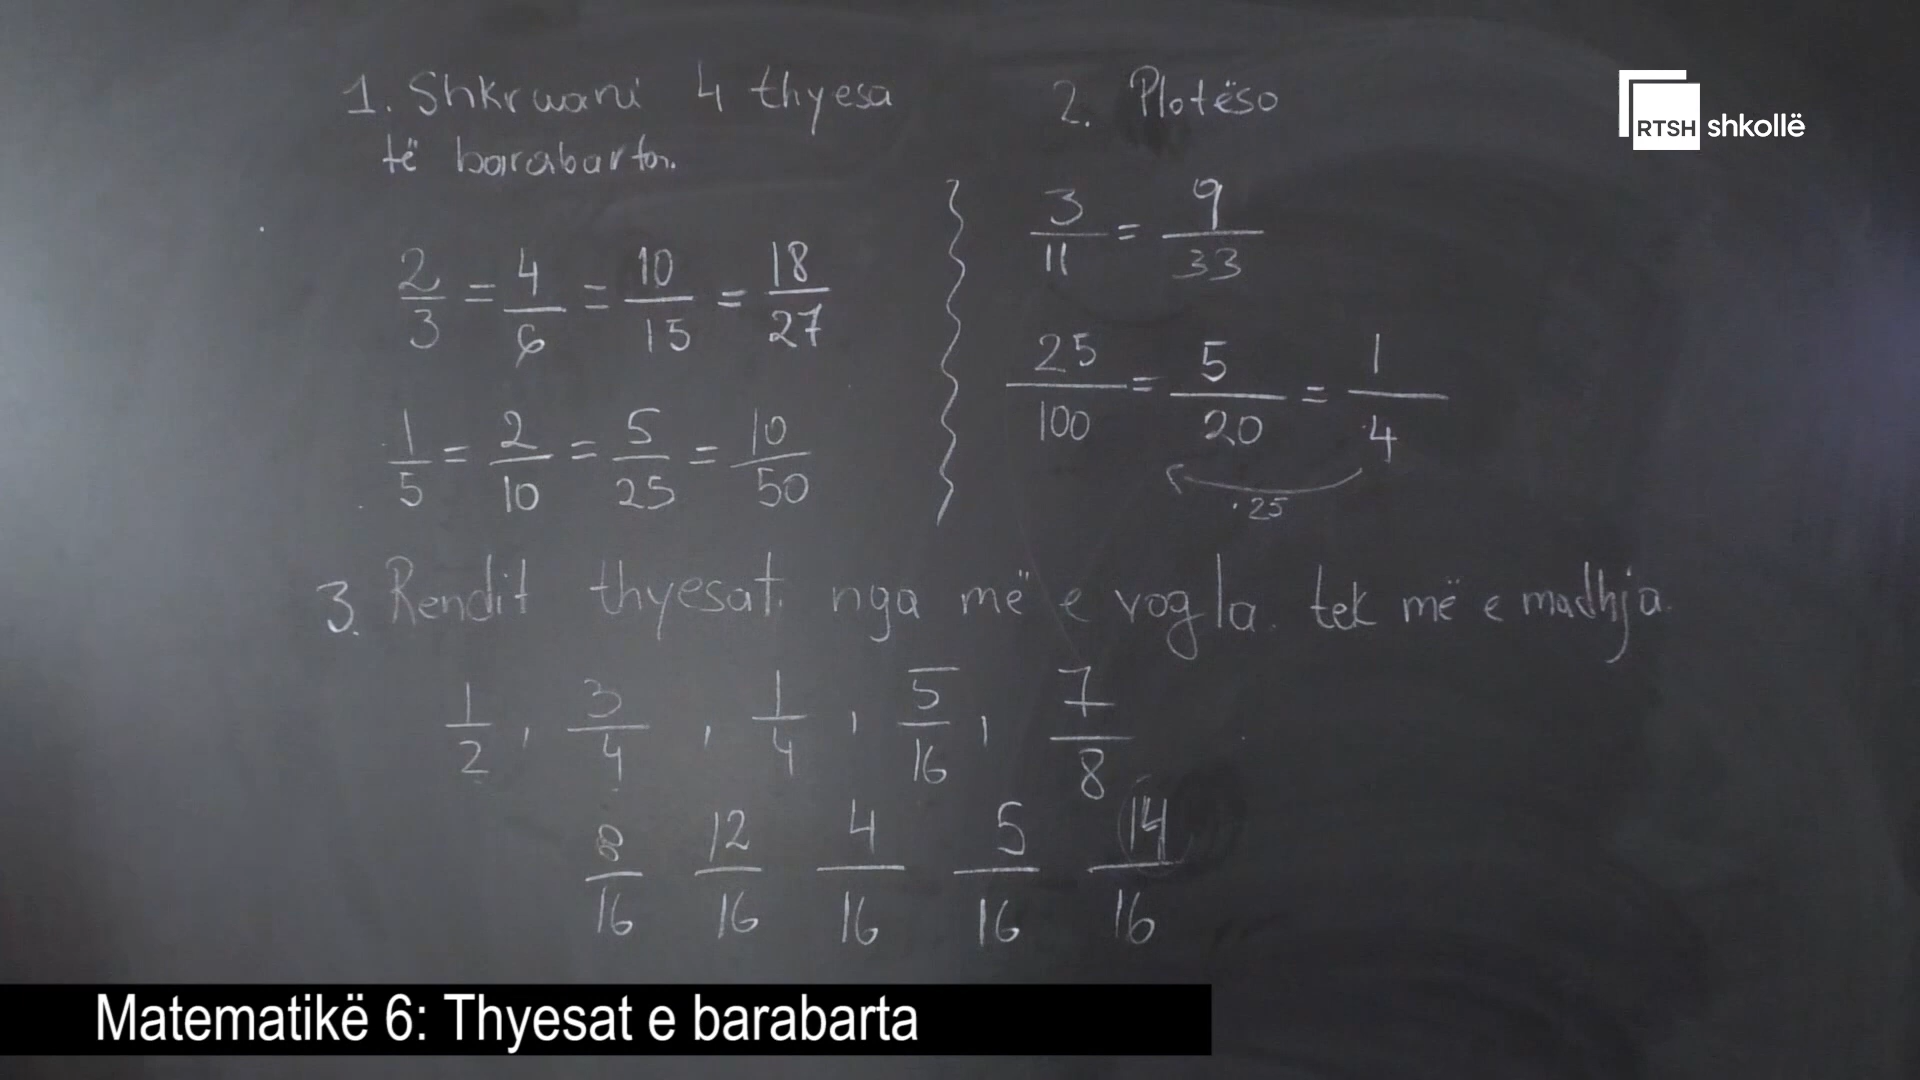 1. Shkruani 4 thyesa
të barabarta.
2/3 = 4/6 = 10/15 = 18/27
1/5 = 2/10 = 5/25 = 10/50
2. Plotëso
3/11 = 9/33
25/100 = 5/20 = 1/4
·25
3. Rendit thyesat nga më e vogla tek më e madhja.
1/2, 3/4, 1/4, 5/16, 7/8
8/16 12/16 4/16 5/16 14/16
RTSH shkollë
Matematikë 6: Thyesat e barabarta